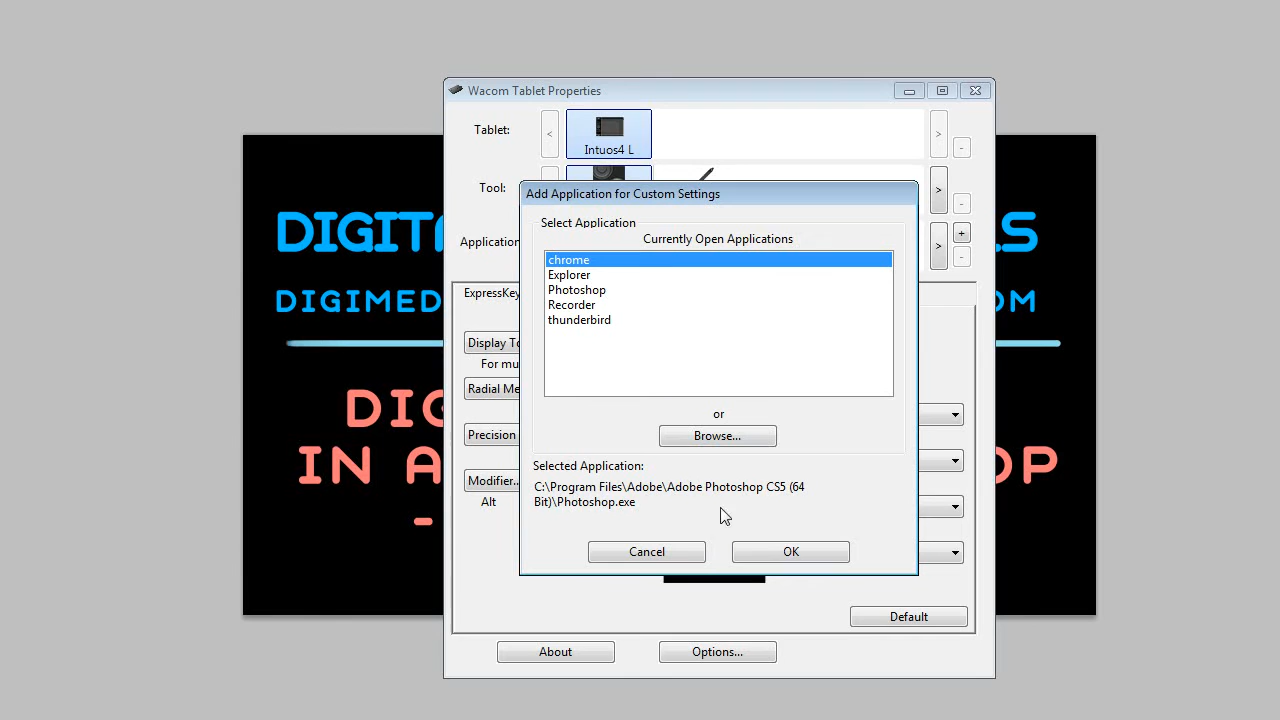 Wacom Tablet Properties
Tablet:
<
Intuos4 L
>
-
Tool:
>
-
Add Application for Custom Settings
Select Application
Currently Open Applications
Application
>
+
-
chrome
Explorer
Photoshop
Recorder
thunderbird
or
Browse...
Selected Application:
C:\Program Files\Adobe\Adobe Photoshop CS5 (64
Bit)\Photoshop.exe
Cancel
OK
ExpressKey
Display To
For mu
Radial Me
Precision
Modifier...
Alt
Default
About
Options...
DIGITA
LS
DIGIMED
OM
DIG
IN A
OP
-